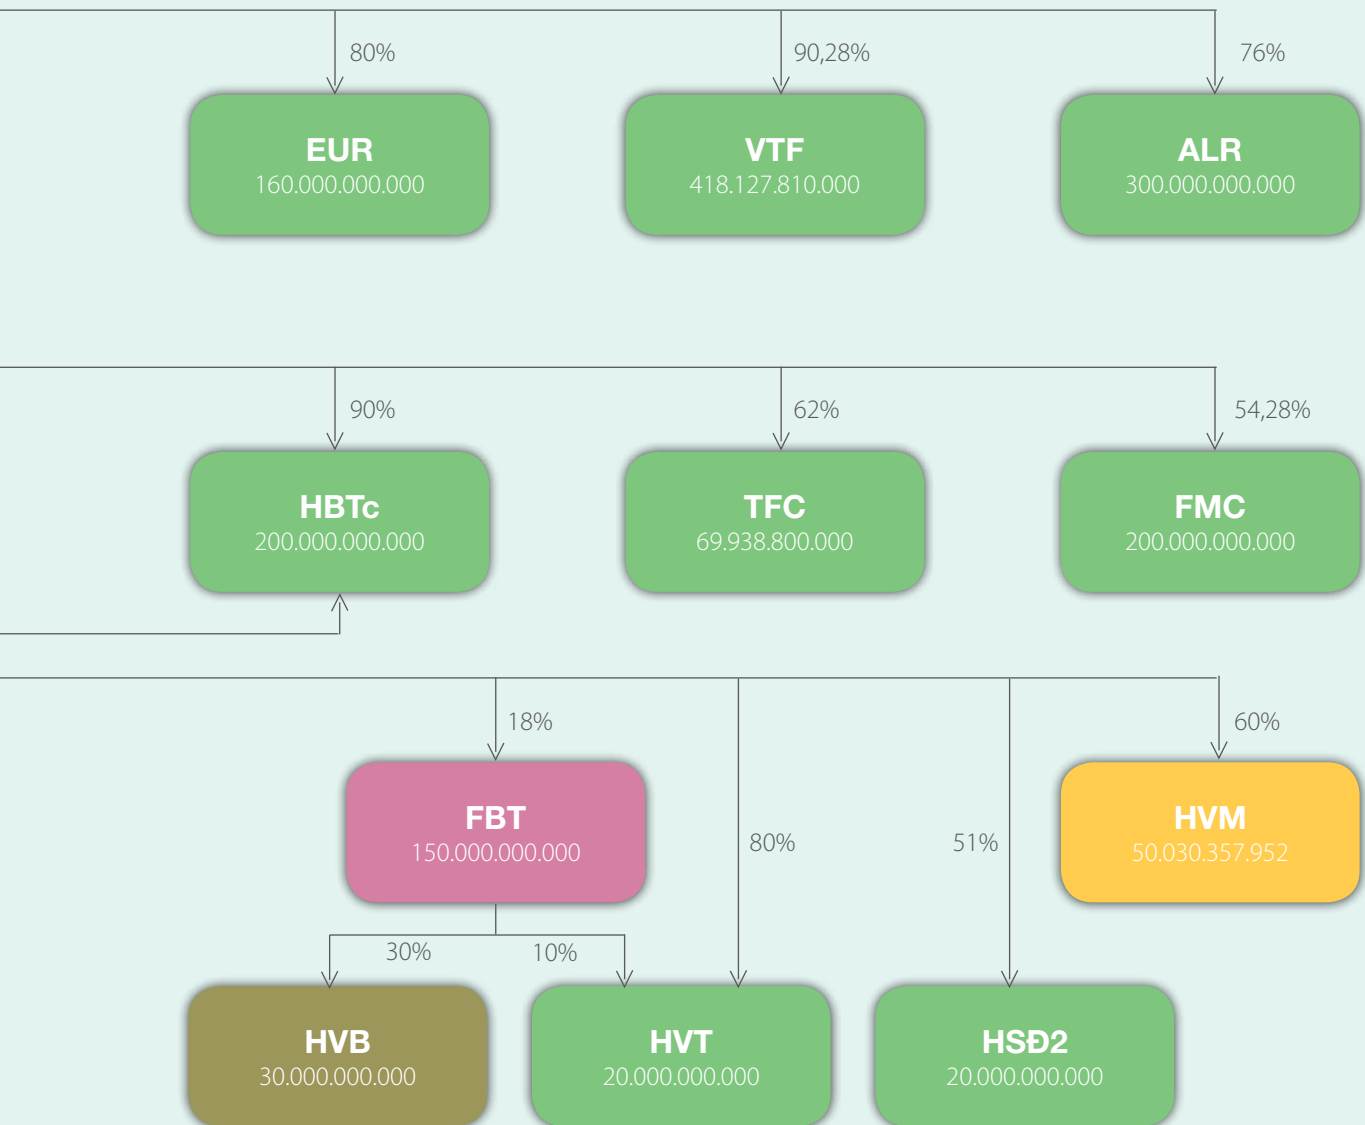 80%
90,28%
76%
EUR
160.000.000.000
VTF
418.127.810.000
ALR
300.000.000.000
90%
62%
54,28%
HBTc
200.000.000.000
TFC
69.938.800.000
FMC
200.000.000.000
18%
60%
FBT
150.000.000.000
80%
51%
HVM
50.030.357.952
30%
10%
HVB
30.000.000.000
HVT
20.000.000.000
HSĐ2
20.000.000.000